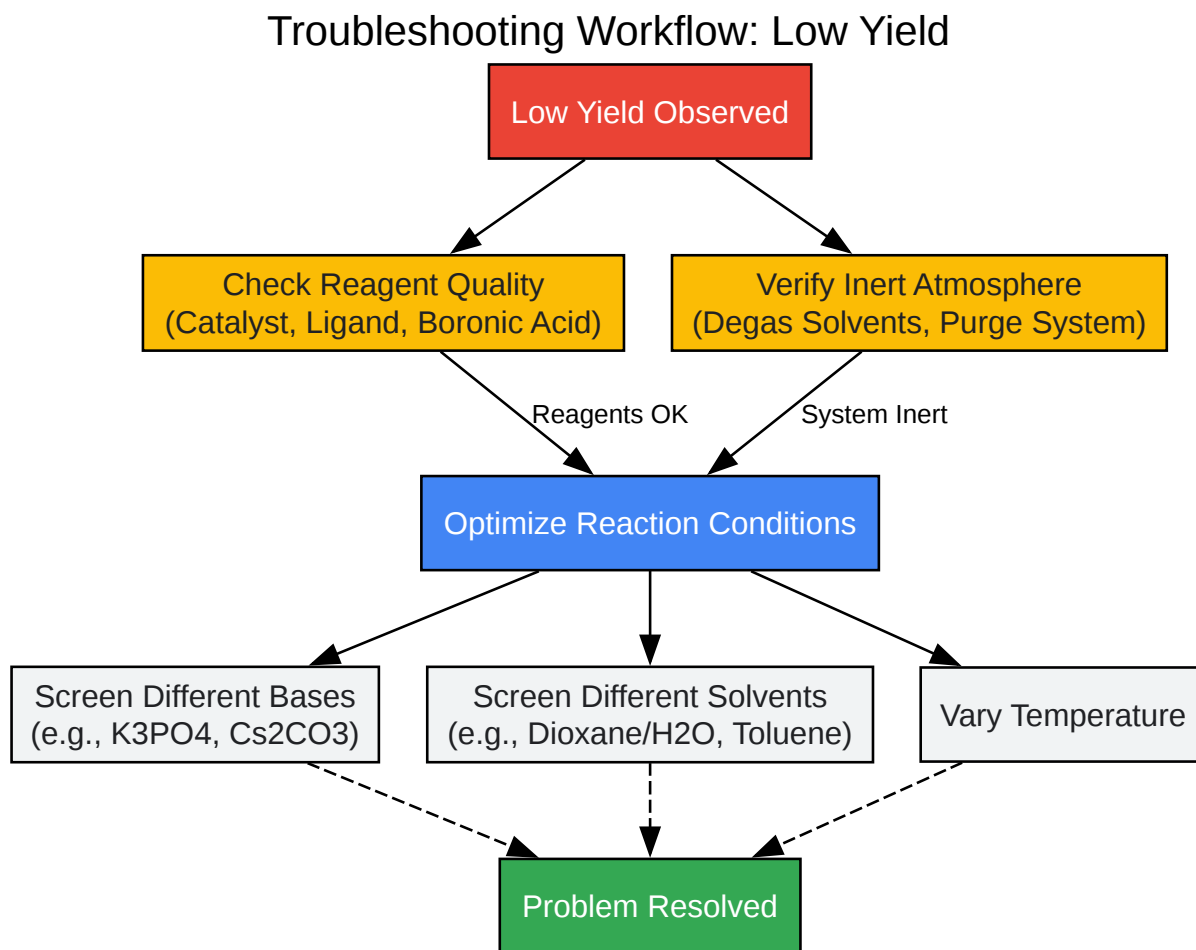 Troubleshooting Workflow: Low Yield
Low Yield Observed
Check Reagent Quality
(Catalyst, Ligand, Boronic Acid)
Verify Inert Atmosphere
(Degas Solvents, Purge System)
Reagents OK
System Inert
Optimize Reaction Conditions
Screen Different Bases
(e.g., K3PO4, Cs2CO3)
Screen Different Solvents
(e.g., Dioxane/H2O, Toluene)
Vary Temperature
Problem Resolved